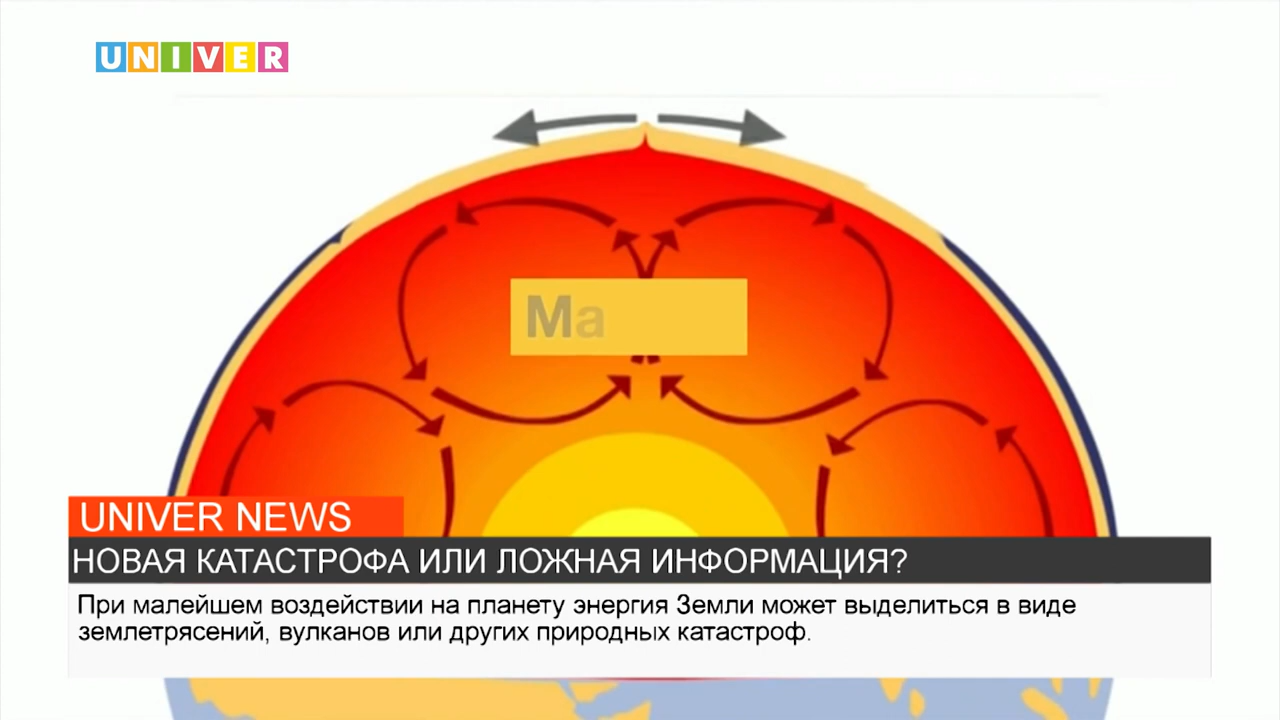 UNIVER
Ма
UNIVER NEWS
НОВАЯ КАТАСТРОФА ИЛИ ЛОЖНАЯ ИНФОРМАЦИЯ?
При малейшем воздействии на планету энергия Земли может выделиться в виде
землетрясений, вулканов или других природных катастроф.